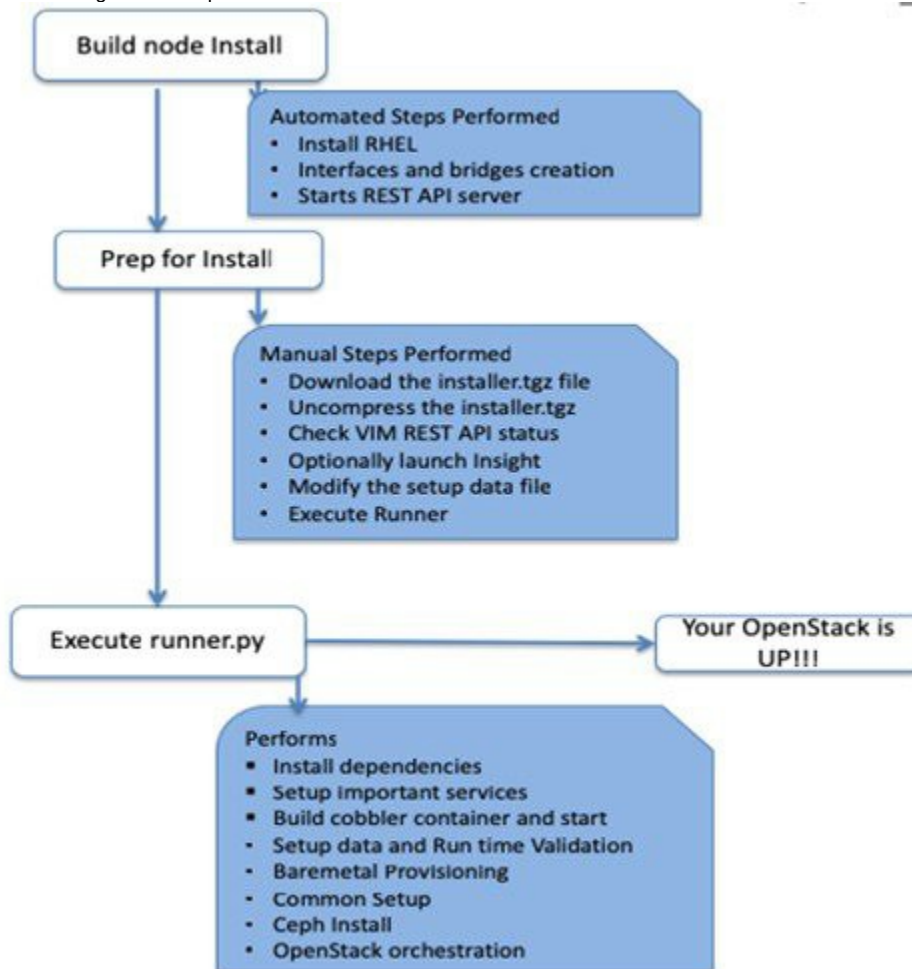 Build node Install
Automated Steps Performed
• Install RHEL
• Interfaces and bridges creation
• Starts REST API server
Prep for Install
Manual Steps Performed
• Download the installer.tgz file
• Uncompress the installer.tgz
• Check VIM REST API status
• Optionally launch Insight
• Modify the setup data file
• Execute Runner
Execute runner.py
Your OpenStack is
UP!!!
Performs
▪ Install dependencies
▪ Setup important services
▪ Build cobbler container and start
- Setup data and Run time Validation
- Baremetal Provisioning
- Common Setup
- Ceph Install
• OpenStack orchestration